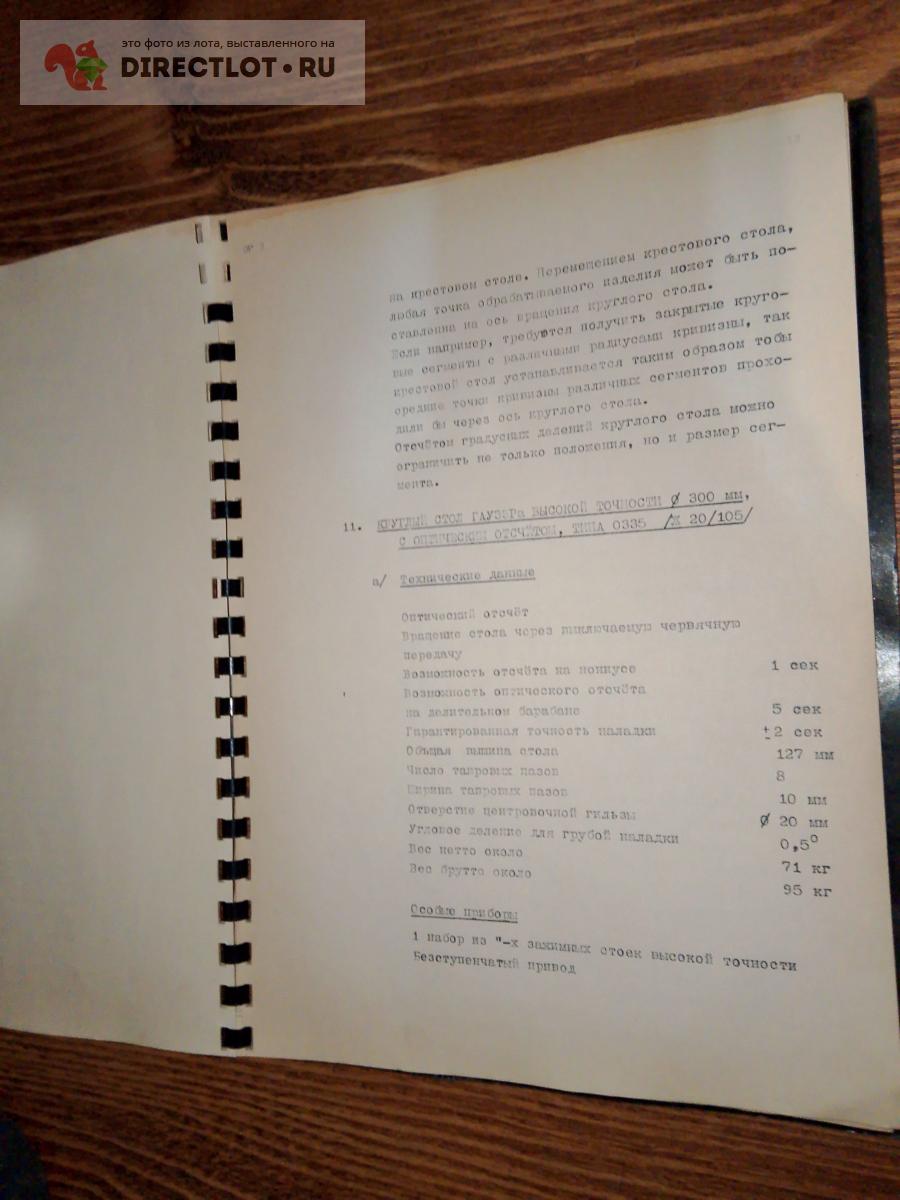 это фото из лота, выставленного на
DIRECTLOT.RU
на крестовом столе. Перемещением крестового стола,
любая точка обрабатываемого изделия может быть по-
ставленна на ось вращения круглого стола.
Если например, требуются получить закрытые круго-
вые сегменты с различными радиусами кривизны, так
крестовой стол устанавливается таким образом тобы
средние точки кривизны различных сегментов прохо-
дили бы через ось круглого стола.
Отсчётом градусных делений круглого стола можно
ограничить не только положения, но и размер сег-
мента.
11. КРУГЛЫЙ СТОЛ ГАУЗЕРа ВЫСОКОЙ ТОЧНОСТИ Ø 300 мм,
С ОПТИЧЕСКИМ ОТСЧЁТОМ, ТИПА 0335 /Ж 20/105/
а/ Технические данные
Оптический отсчёт
Вращение стола через выключаемую червячную
передачу
Возможность отсчёта на нониусе 1 сек
Возможность оптического отсчёта
на делительном барабане 5 сек
Гарантированная точность наладки ±2 сек
Общая вышина стола 127 мм
Число тавровых пазов 8
Ширина тавровых пазов 10 мм
Отверстие центровочной гильзы Ø 20 мм
Угловое деление для грубой наладки 0,5°
Вес нетто около 71 кг
Вес брутто около 95 кг
Особые приборы
1 набор из "-х зажимных стоек высокой точности
Безступенчатый привод